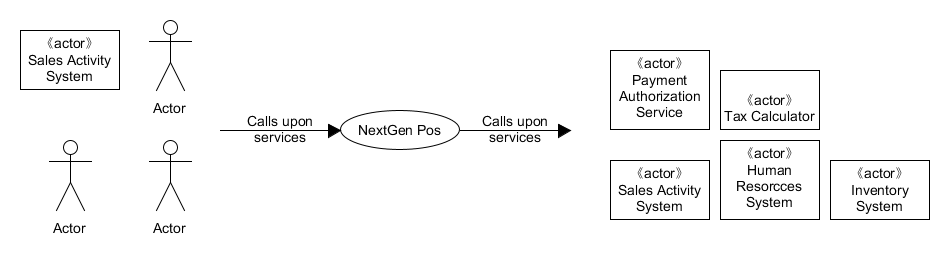 《actor》
Sales Activity
System
Actor
Actor
Actor
Calls upon
services
NextGen Pos
Calls upon
services
《actor》
Payment
Authorization
Service
《actor》
Tax Calculator
《actor》
Sales Activity
System
《actor》
Human
Resorcces
System
《actor》
Inventory
System